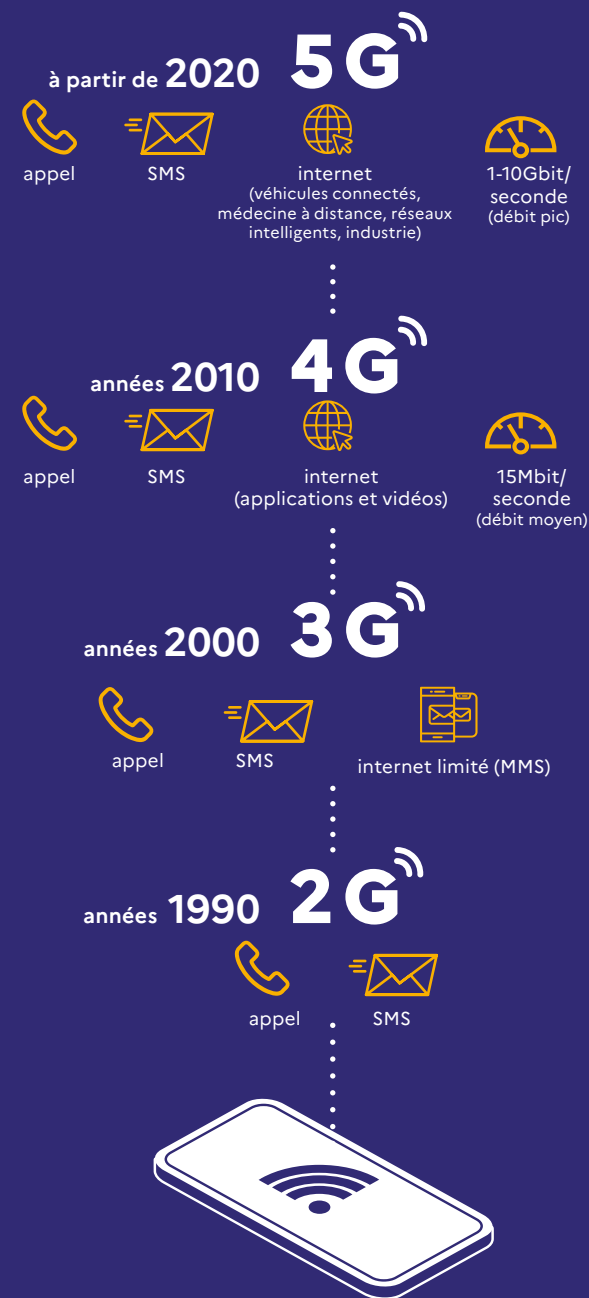 à partir de 2020 5G
appel
SMS
internet
(véhicules connectés,
médecine à distance, réseaux
intelligents, industrie)
1-10Gbit/
seconde
(débit pic)
années 2010 4G
appel
SMS
internet
(applications et vidéos)
15Mbit/
seconde
(débit moyen)
années 2000 3G
appel
SMS
internet limité (MMS)
années 1990 2G
appel
SMS